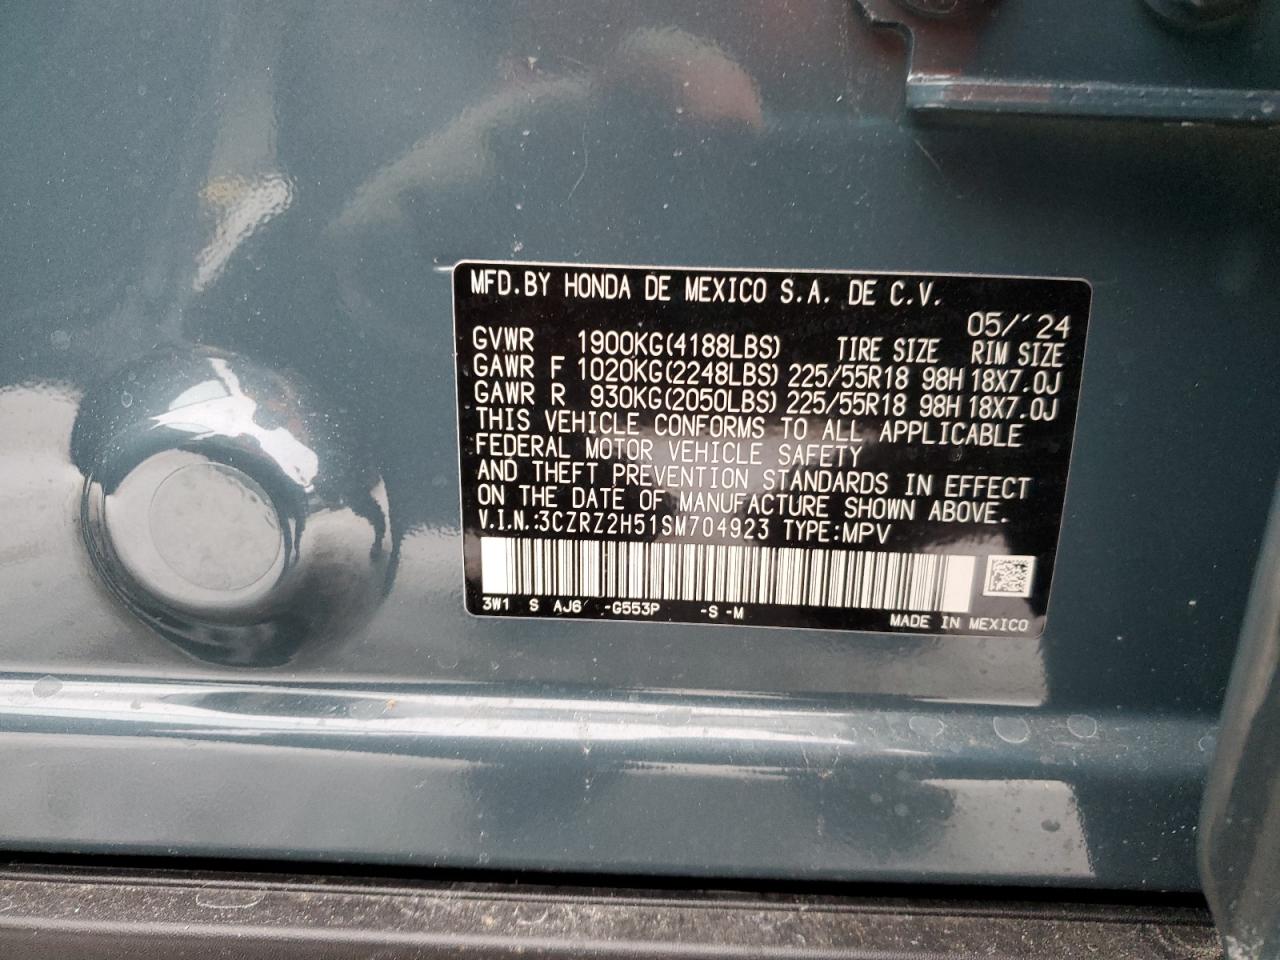 MFD.BY HONDA DE MEXICO S.A. DE C.V.
05/´24
GVWR 1900KG(4188LBS) TIRE SIZE RIM SIZE
GAWR F 1020KG(2248LBS) 225/55R18 98H 18X7.0J
GAWR R 930KG(2050LBS) 225/55R18 98H 18X7.0J
THIS VEHICLE CONFORMS TO ALL APPLICABLE
FEDERAL MOTOR VEHICLE SAFETY
AND THEFT PREVENTION STANDARDS IN EFFECT
ON THE DATE OF MANUFACTURE SHOWN ABOVE.
V.I.N.:3CZRZ2H51SM704923 TYPE:MPV
3W1 S AJ6 -G553P -S -M
MADE IN MEXICO